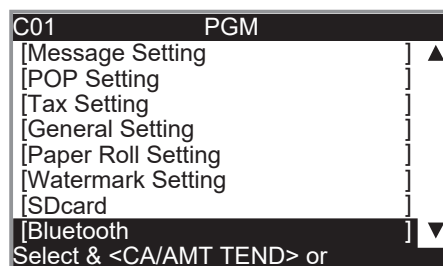 C01 PGM
[Message Setting ] ▲
[POP Setting ]
[Tax Setting ]
[General Setting ]
[Paper Roll Setting ]
[Watermark Setting ]
[SDcard ]
[Bluetooth ] ▼
Select & <CA/AMT TEND> or